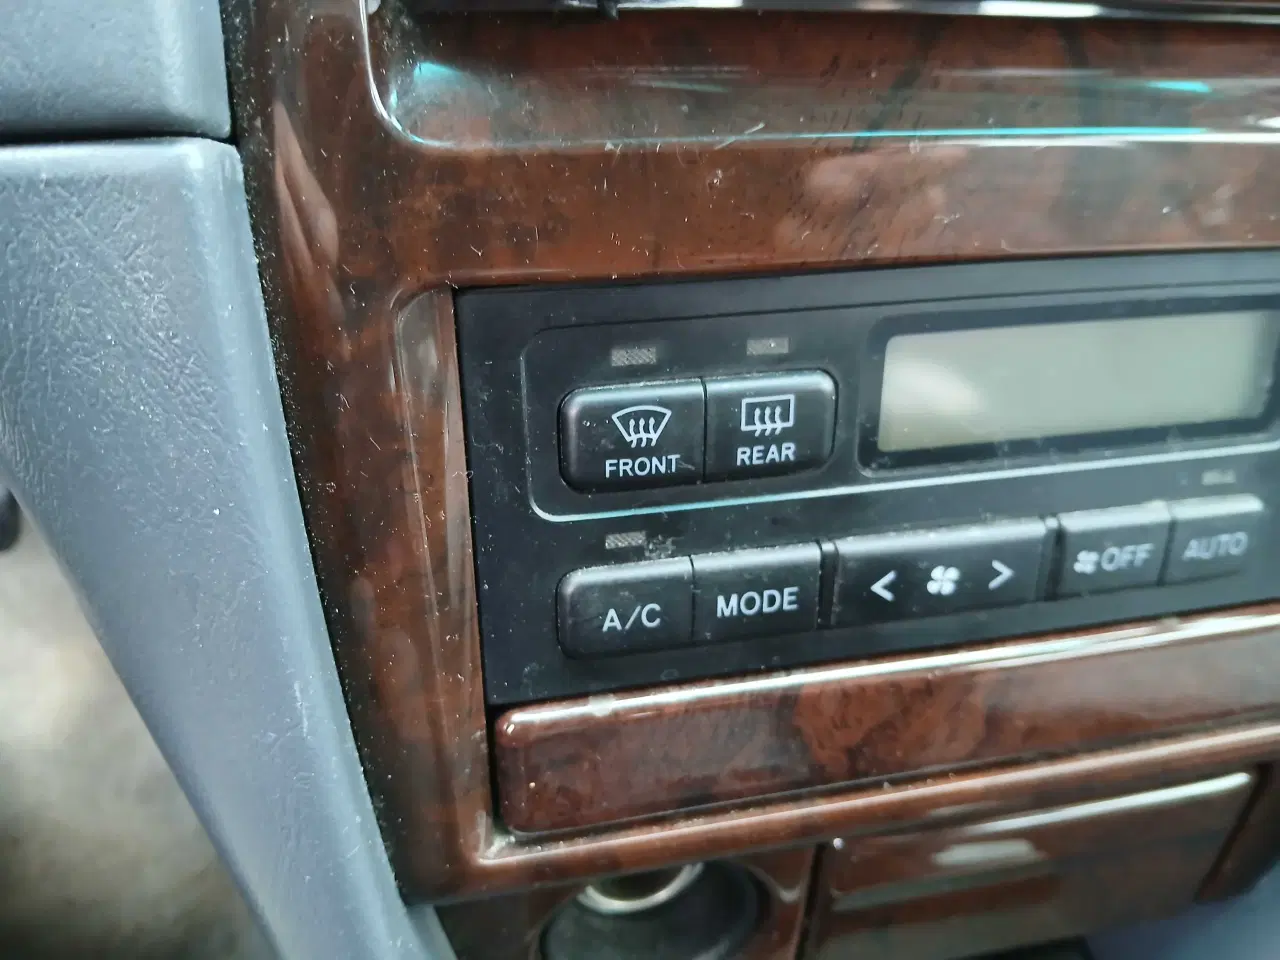 FRONT REAR
A/C MODE < > OFF AUTO